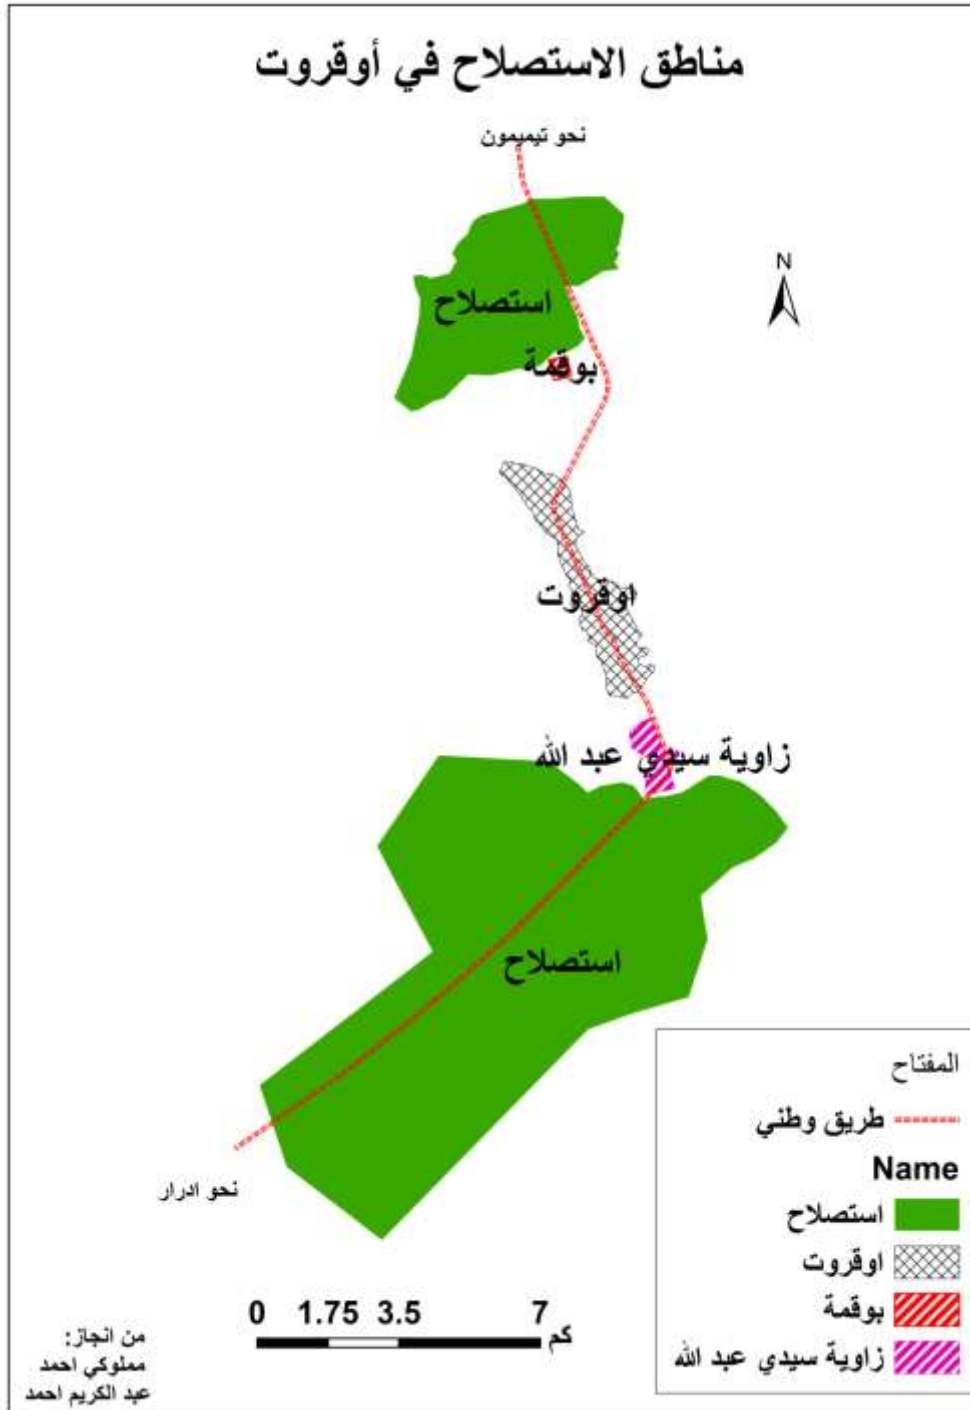 مناطق الاستصلاح في أوقروت
نحو تيميمون
N
استصلاح
بوقمة
اوقروت
زاوية سيدي عبد الله
استصلاح
نحو ادرار
المفتاح
طريق وطني
Name
استصلاح
اوقروت
بوقمة
زاوية سيدي عبد الله
0 1.75 3.5 7
كم
من انجاز:
مملوكي احمد
عبد الكريم احمد